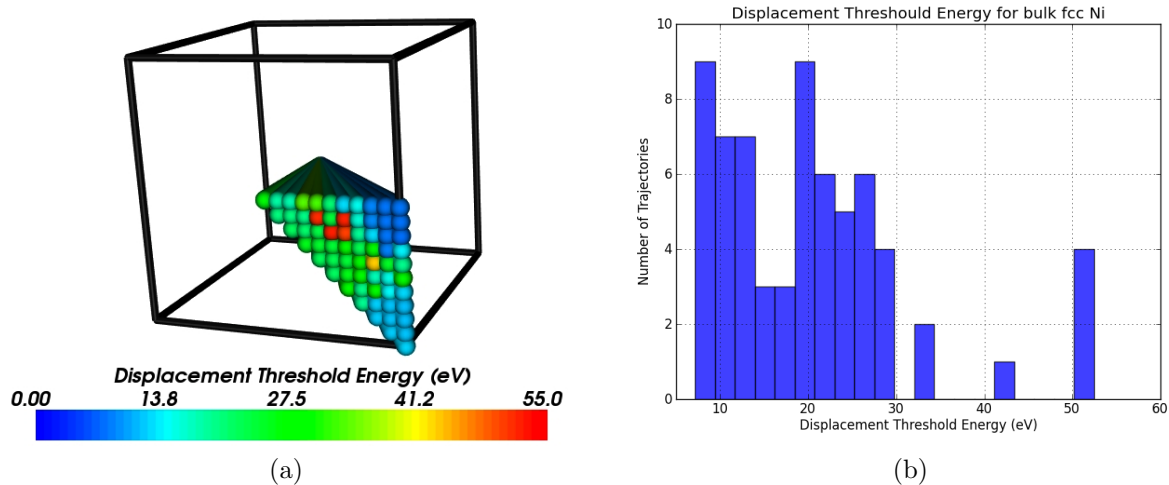 Displacement Threshold Energy (eV)
0.00 13.8 27.5 41.2 55.0
(a)
Displacement Threshould Energy for bulk fcc Ni
Number of Trajectories
10
8
6
4
2
0
10 20 30 40 50 60
Displacement Threshold Energy (eV)
(b)